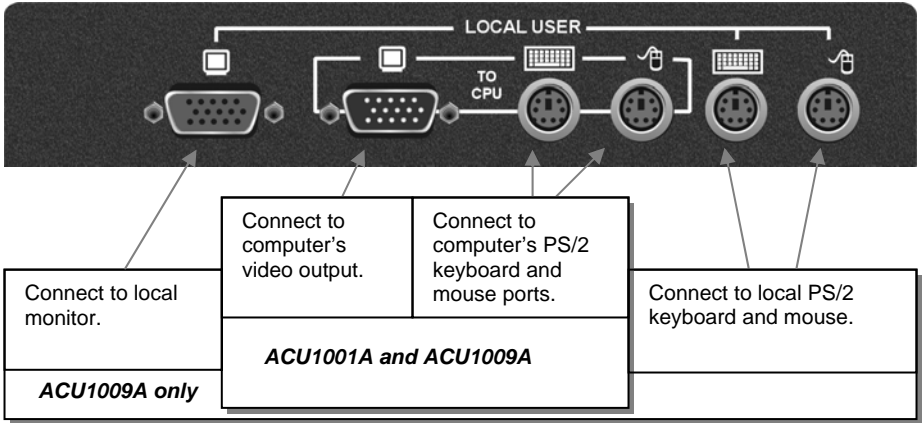 LOCAL USER
TO
CPU
Connect to
computer’s
video output.
Connect to
computer’s PS/2
keyboard and
mouse ports.
Connect to local
monitor.
Connect to local PS/2
keyboard and mouse.
ACU1001A and ACU1009A
ACU1009A only